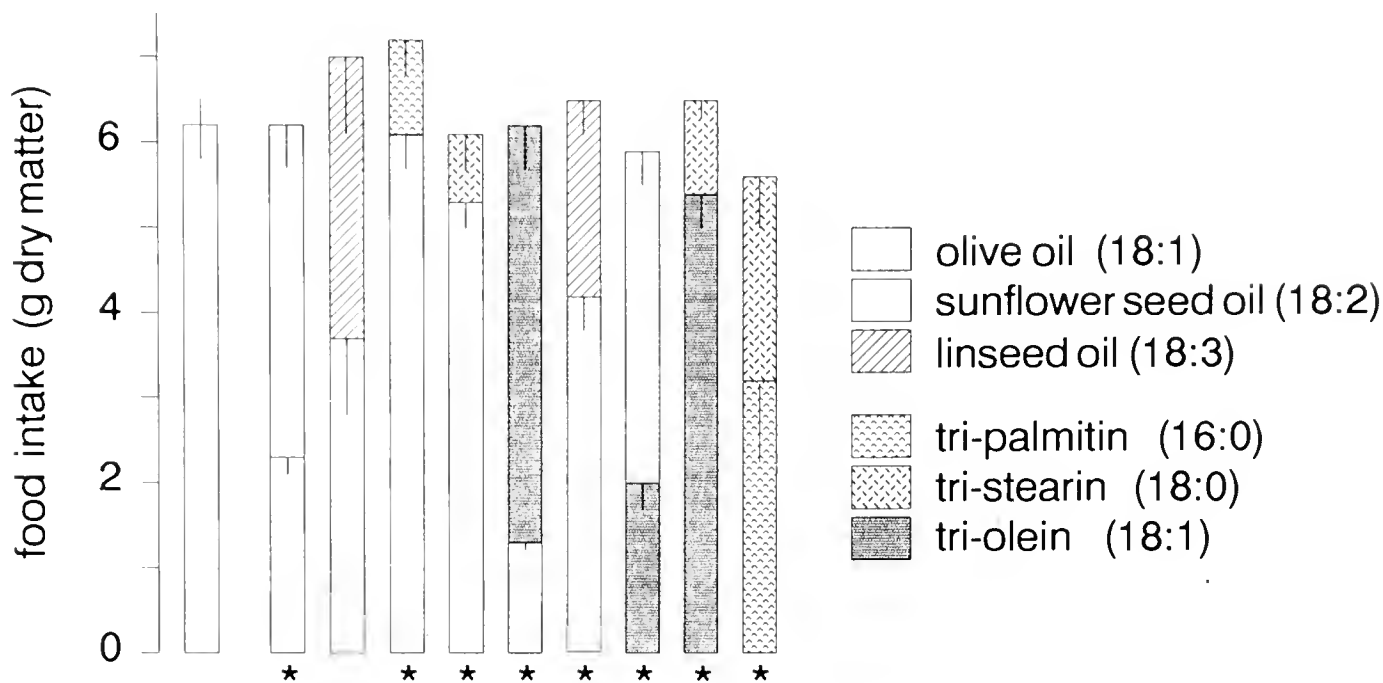 food intake (g dry matter)
6
4
2
0
* * * * * * * *
olive oil (18:1)
sunflower seed oil (18:2)
linseed oil (18:3)
tri-palmitin (16:0)
tri-stearin (18:0)
tri-olein (18:1)